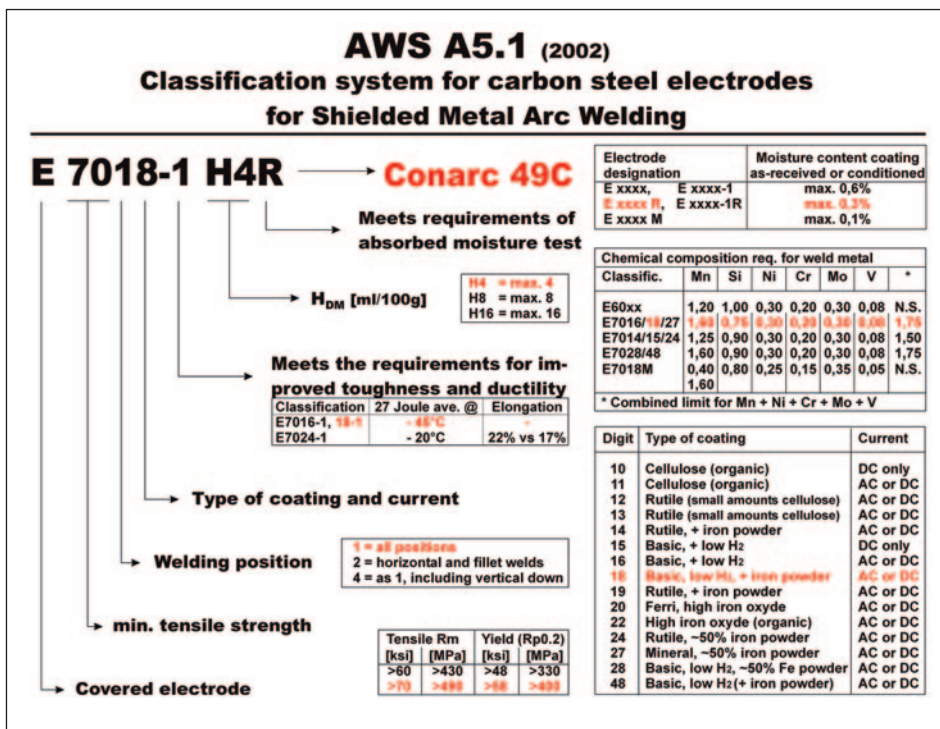 AWS A5.1 (2002)
Classification system for carbon steel electrodes
for Shielded Metal Arc Welding
E 7018-1 H4R
Conarc 49C
Meets requirements of
absorbed moisture test
HDM [ml/100g]
H4 = max. 4
H8 = max. 8
H16 = max. 16
Meets the requirements for im-
proved toughness and ductility
Classification 27 Joule ave. @ Elongation
E7016-1, 18-1 - 45°C -
E7024-1 - 20°C 22% vs 17%
Type of coating and current
Welding position
1 = all positions
2 = horizontal and fillet welds
4 = as 1, including vertical down
min. tensile strength
Tensile Rm Yield (Rp0.2)
[ksi] [MPa] [ksi] [MPa]
>60 >430 >48 >330
>70 >490 >58 >400
Covered electrode
Electrode designation Moisture content coating as-received or conditioned
E xxxx, E xxxx-1 max. 0,6%
E xxxx R, E xxxx-1R max. 0,3%
E xxxx M max. 0,1%
Chemical composition req. for weld metal
Classific. Mn Si Ni Cr Mo V *
E60xx 1,20 1,00 0,30 0,20 0,30 0,08 N.S.
E7016/18/27 1,60 0,75 0,30 0,20 0,30 0,08 1,75
E7014/15/24 1,25 0,90 0,30 0,20 0,30 0,08 1,50
E7028/48 1,60 0,90 0,30 0,20 0,30 0,08 1,75
E7018M 0,40 0,80 0,25 0,15 0,35 0,05 N.S.
1,60
* Combined limit for Mn + Ni + Cr + Mo + V
Digit Type of coating Current
10 Cellulose (organic) DC only
11 Cellulose (organic) AC or DC
12 Rutile (small amounts cellulose) AC or DC
13 Rutile (small amounts cellulose) AC or DC
14 Rutile, + iron powder AC or DC
15 Basic, + low H2 DC only
16 Basic, + low H2 AC or DC
18 Basic, low H2, + iron powder AC or DC
19 Rutile, + iron powder AC or DC
20 Ferri, high iron oxyde AC or DC
22 High iron oxyde (organic) AC or DC
24 Rutile, ~50% iron powder AC or DC
27 Mineral, ~50% iron powder AC or DC
28 Basic, low H2, ~50% Fe powder AC or DC
48 Basic, low H2 (+ iron powder) AC or DC